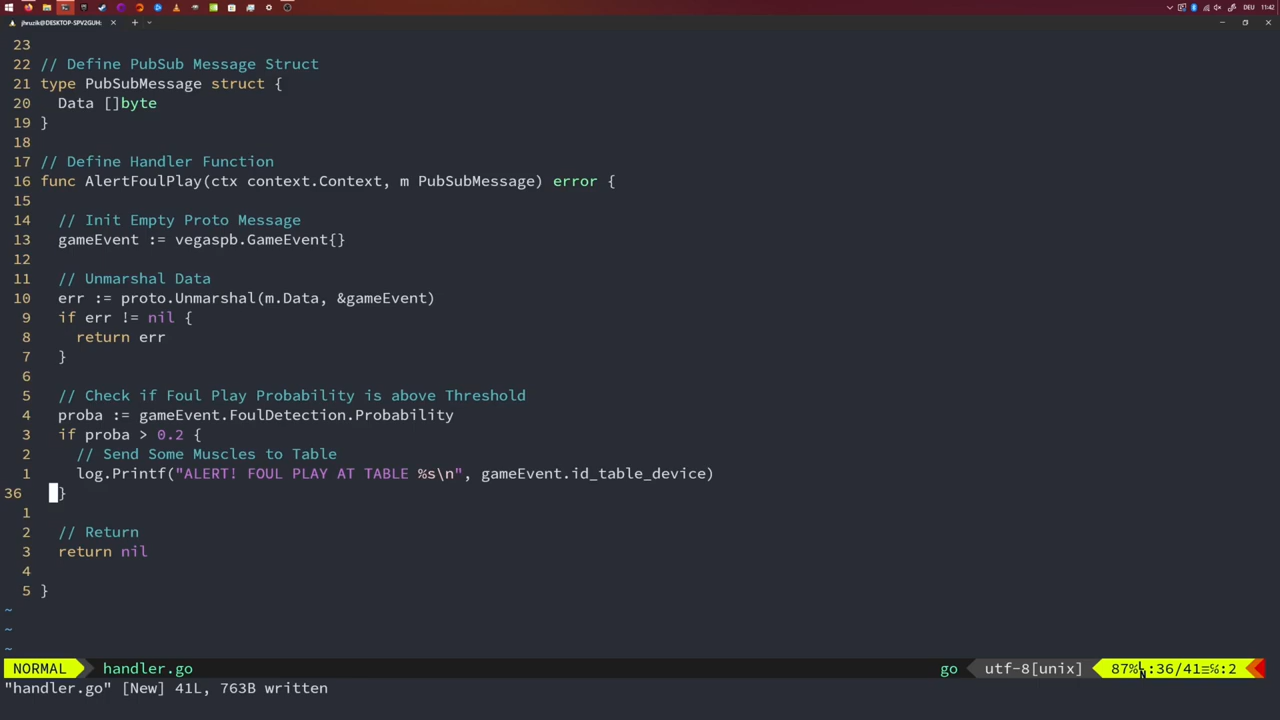 DEU 11:42
jhruzik@DESKTOP-SPV2GUH:
23
22 // Define PubSub Message Struct
21 type PubSubMessage struct {
20 Data []byte
19 }
18
17 // Define Handler Function
16 func AlertFoulPlay(ctx context.Context, m PubSubMessage) error {
15
14 // Init Empty Proto Message
13 gameEvent := vegaspb.GameEvent{}
12
11 // Unmarshal Data
10 err := proto.Unmarshal(m.Data, &gameEvent)
9 if err != nil {
8 return err
7 }
6
5 // Check if Foul Play Probability is above Threshold
4 proba := gameEvent.FoulDetection.Probability
3 if proba > 0.2 {
2 // Send Some Muscles to Table
1 log.Printf("ALERT! FOUL PLAY AT TABLE %s\n", gameEvent.id_table_device)
36 }
1
2 // Return
3 return nil
4
5 }
~
~
~
NORMAL handler.go go utf-8[unix] 87% :36/41≡℅:2
"handler.go" [New] 41L, 763B written